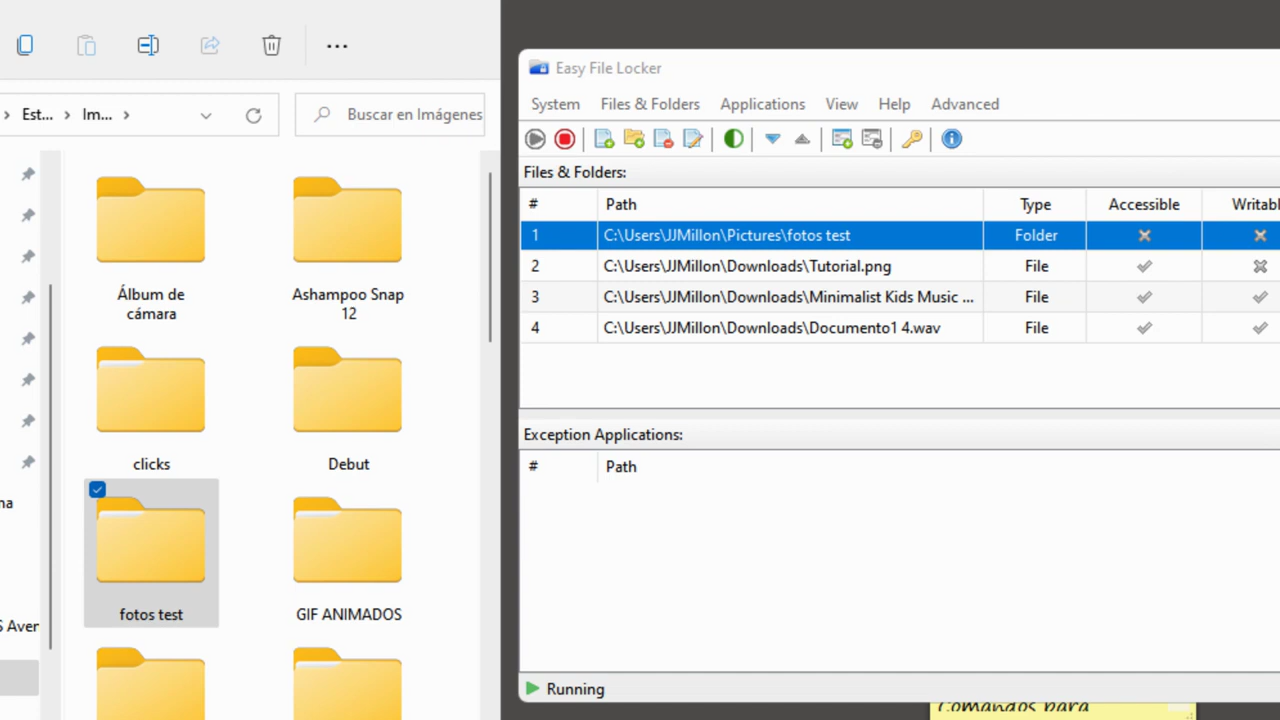 Est...
Im...
Buscar en Imágenes
Álbum de
cámara
Ashampoo Snap
12
clicks
Debut
fotos test
GIF ANIMADOS
Easy File Locker
System Files & Folders Applications View Help Advanced
Files & Folders:
# Path Type Accessible Writabl
1 C:\Users\JJMillon\Pictures\fotos test Folder
2 C:\Users\JJMillon\Downloads\Tutorial.png File
3 C:\Users\JJMillon\Downloads\Minimalist Kids Music ... File
4 C:\Users\JJMillon\Downloads\Documento1 4.wav File
Exception Applications:
# Path
Running
Comandos para